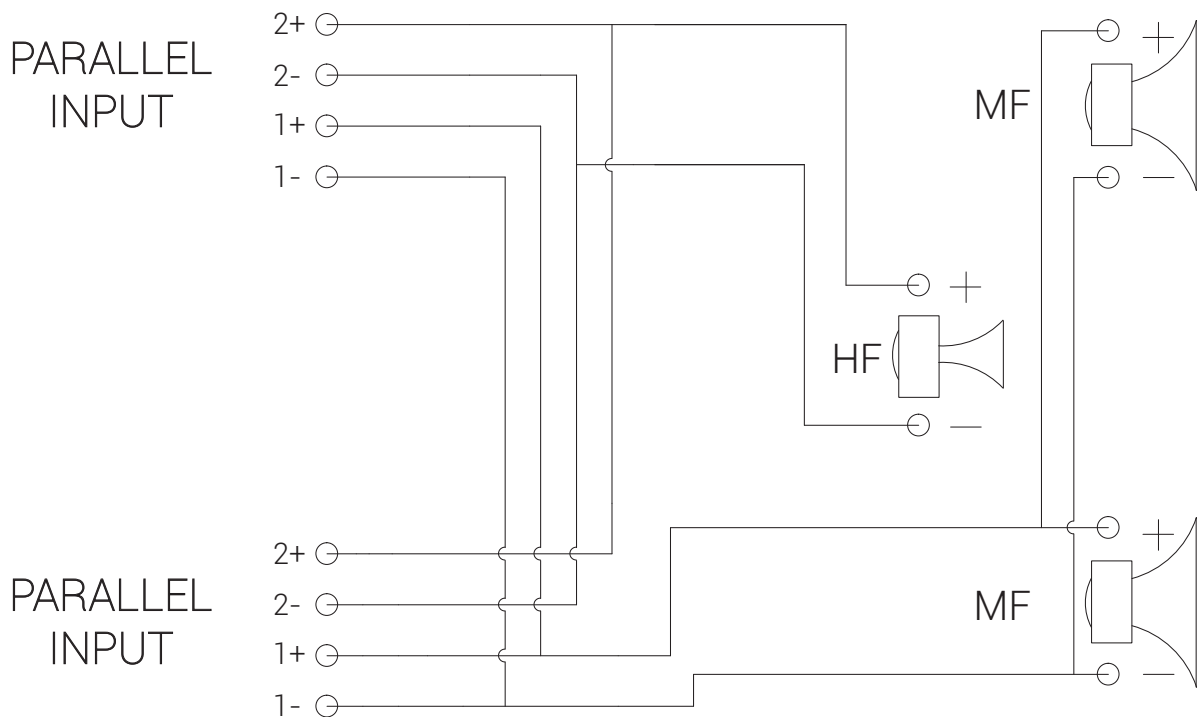 PARALLEL
INPUT
2+
2-
1+
1-
MF
+
-
HF
+
-
PARALLEL
INPUT
2+
2-
1+
1-
MF
+
-